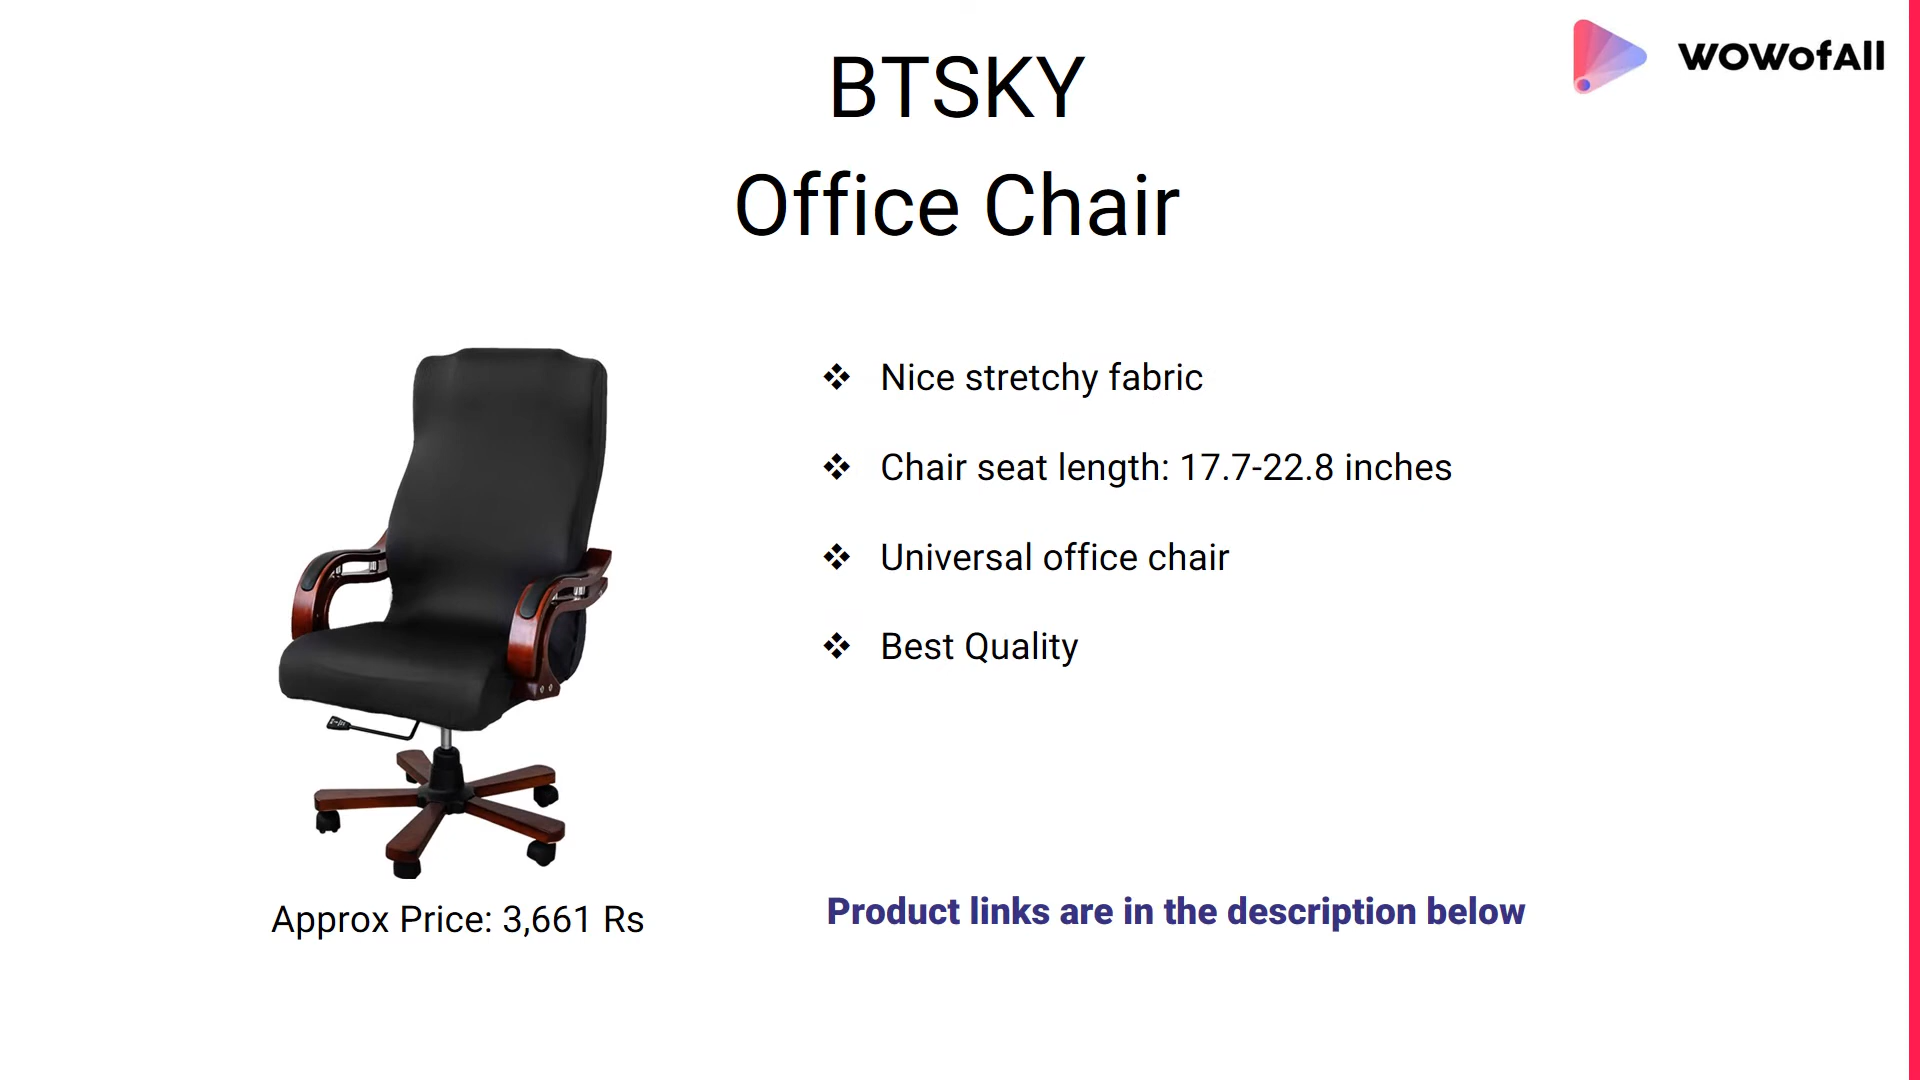 BTSKY
Office Chair
WOWofAll
❖ Nice stretchy fabric
❖ Chair seat length: 17.7-22.8 inches
❖ Universal office chair
❖ Best Quality
Approx Price: 3,661 Rs
Product links are in the description below